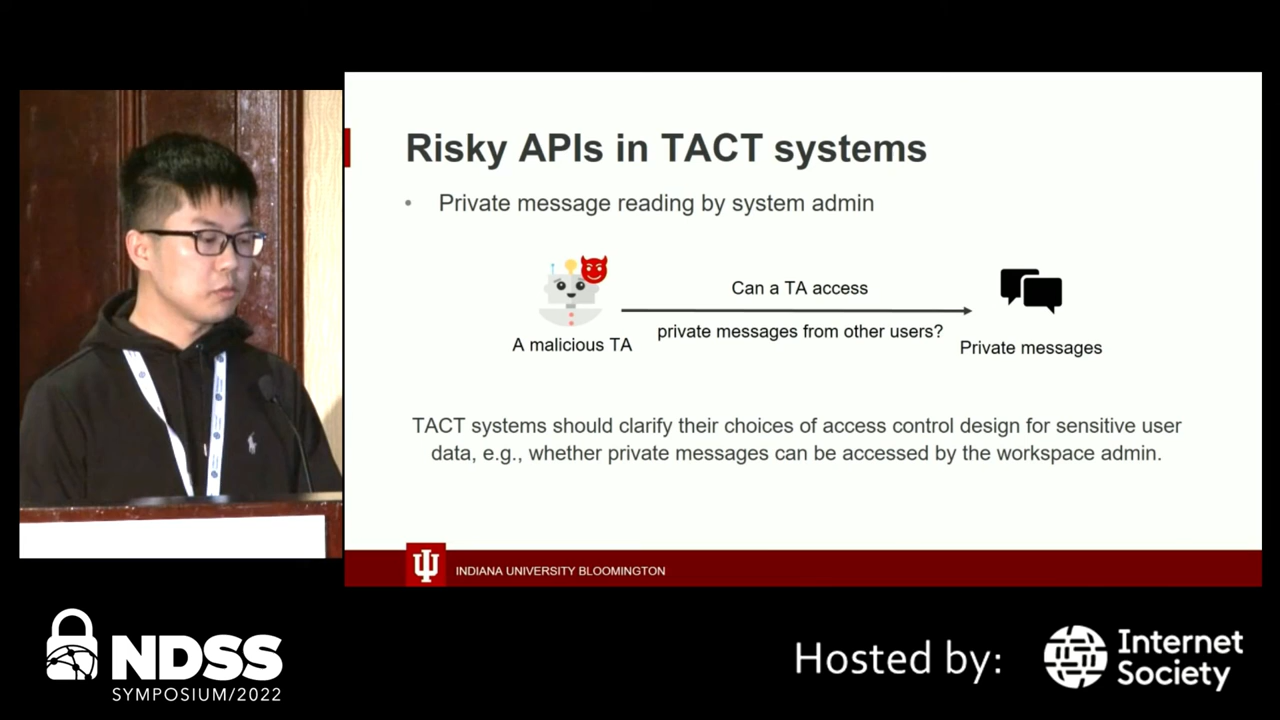 Risky APIs in TACT systems
• Private message reading by system admin
Can a TA access
private messages from other users?
A malicious TA
Private messages
TACT systems should clarify their choices of access control design for sensitive user
data, e.g., whether private messages can be accessed by the workspace admin.
INDIANA UNIVERSITY BLOOMINGTON
NDSS
SYMPOSIUM/2022
Hosted by:
Internet
Society